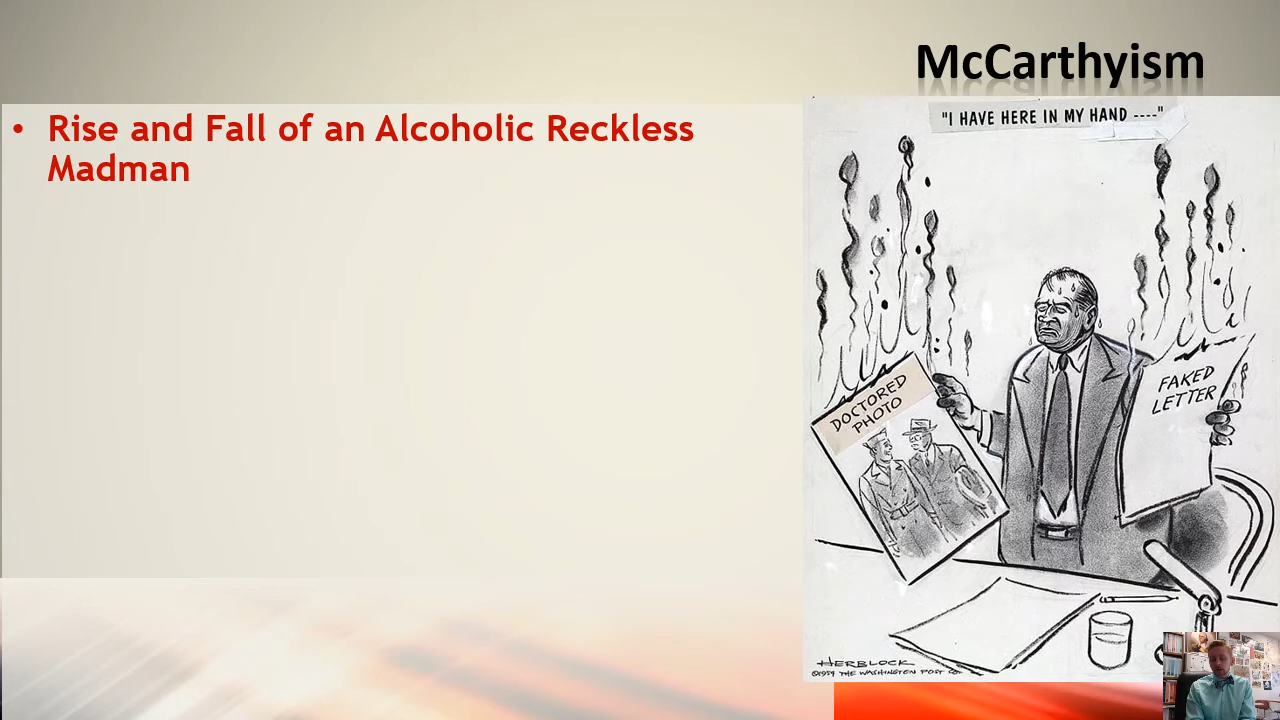 McCarthyism
• Rise and Fall of an Alcoholic Reckless
Madman
"I HAVE HERE IN MY HAND ----"
DOCTORED
PHOTO
FAKED
LETTER
HERBLOCK
©1954 THE WASHINGTON POST CO.